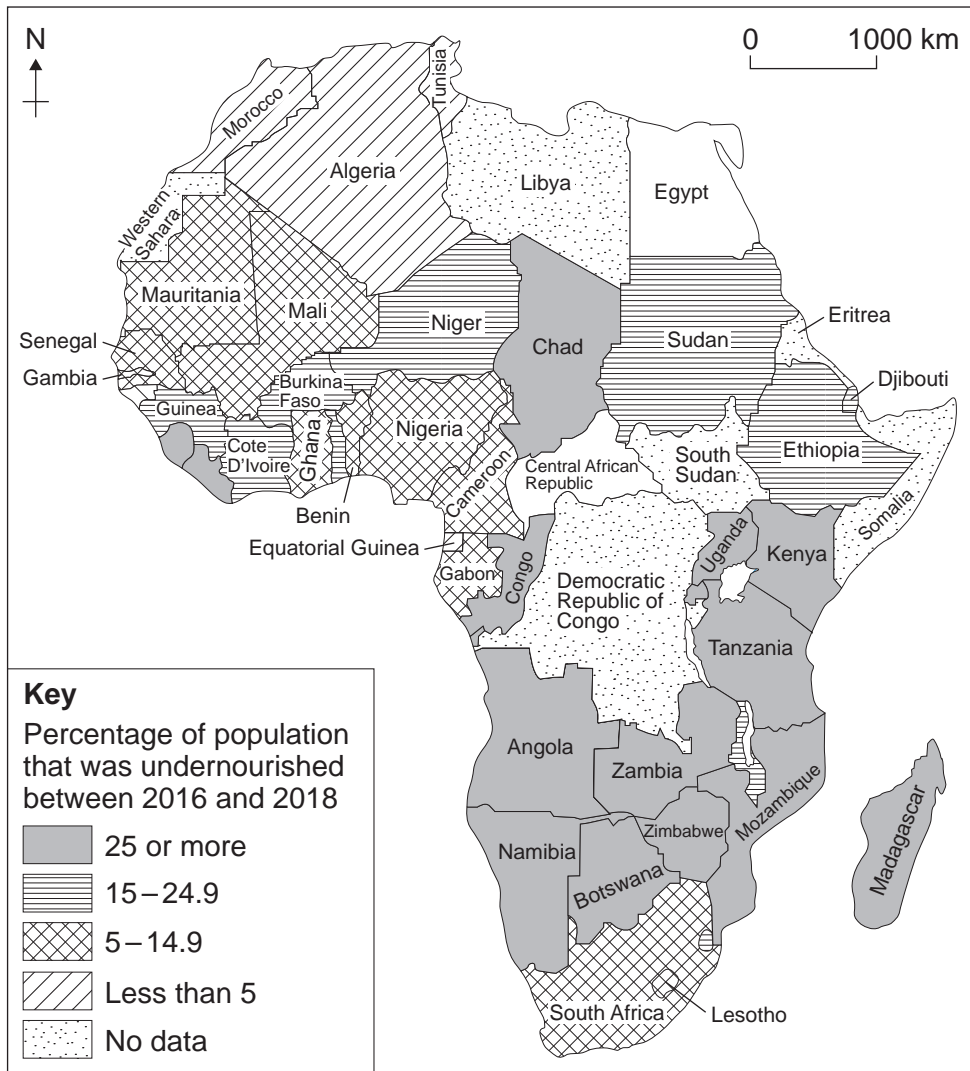 N
0 1000 km
Tunisia
Morocco
Algeria
Libya
Egypt
Western
Sahara
Mauritania
Mali
Niger
Chad
Sudan
Eritrea
Senegal
Gambia
Djibouti
Guinea
Burkina
Faso
Cote
D'Ivoire
Ghana
Nigeria
Benin
Cameroon
Central African
Republic
South
Sudan
Ethiopia
Somalia
Equatorial Guinea
Gabon
Congo
Democratic
Republic of
Congo
Uganda
Kenya
Tanzania
Angola
Zambia
Mozambique
Zimbabwe
Namibia
Botswana
Madagascar
South Africa
Lesotho
Key
Percentage of population
that was undernourished
between 2016 and 2018
25 or more
15–24.9
5–14.9
Less than 5
No data